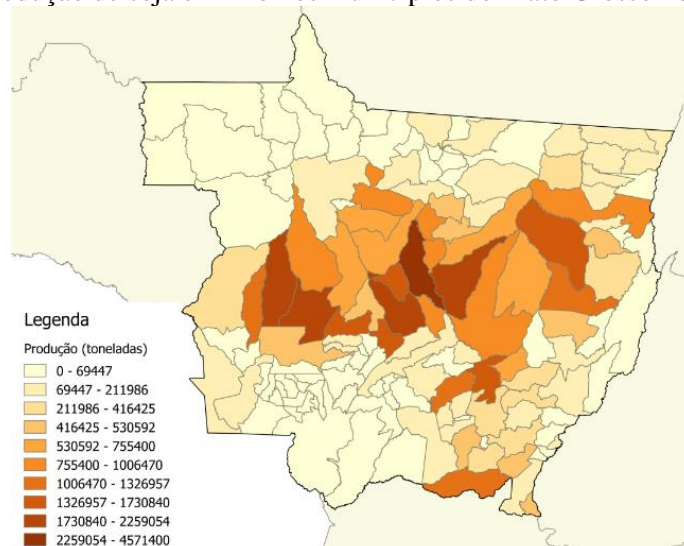 Legenda
Produção (toneladas)
0 - 69447
69447 - 211986
211986 - 416425
416425 - 530592
530592 - 755400
755400 - 1006470
1006470 - 1326957
1326957 - 1730840
1730840 - 2259054
2259054 - 4571400